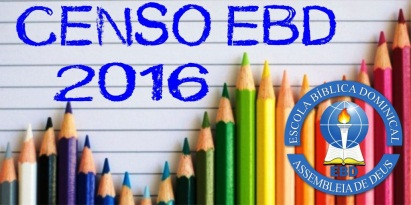 CENSO EBD
2016
ESCOLA BÍBLICA DOMINICAL
EBD
ASSEMBLEIA DE DEUS